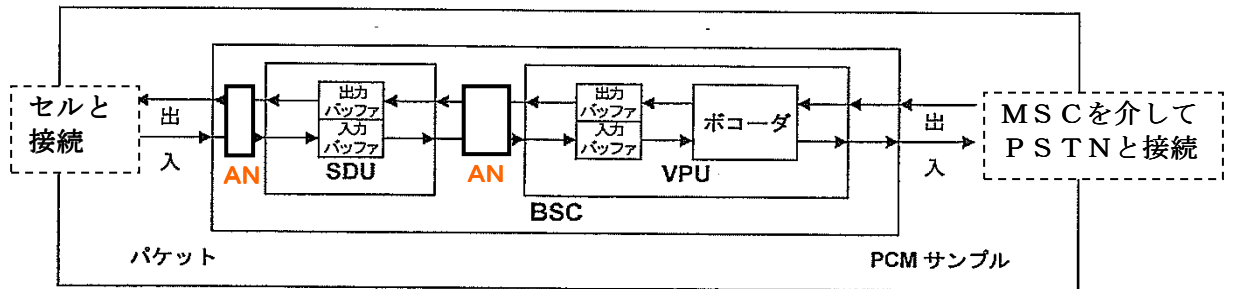 セルと
接続
出
入
AN
出力
バッファ
入力
バッファ
SDU
AN
出力
バッファ
入力
バッファ
ボコーダ
VPU
BSC
出
入
ＭＳＣを介して
ＰＳＴＮと接続
パケット
PCM サンプル